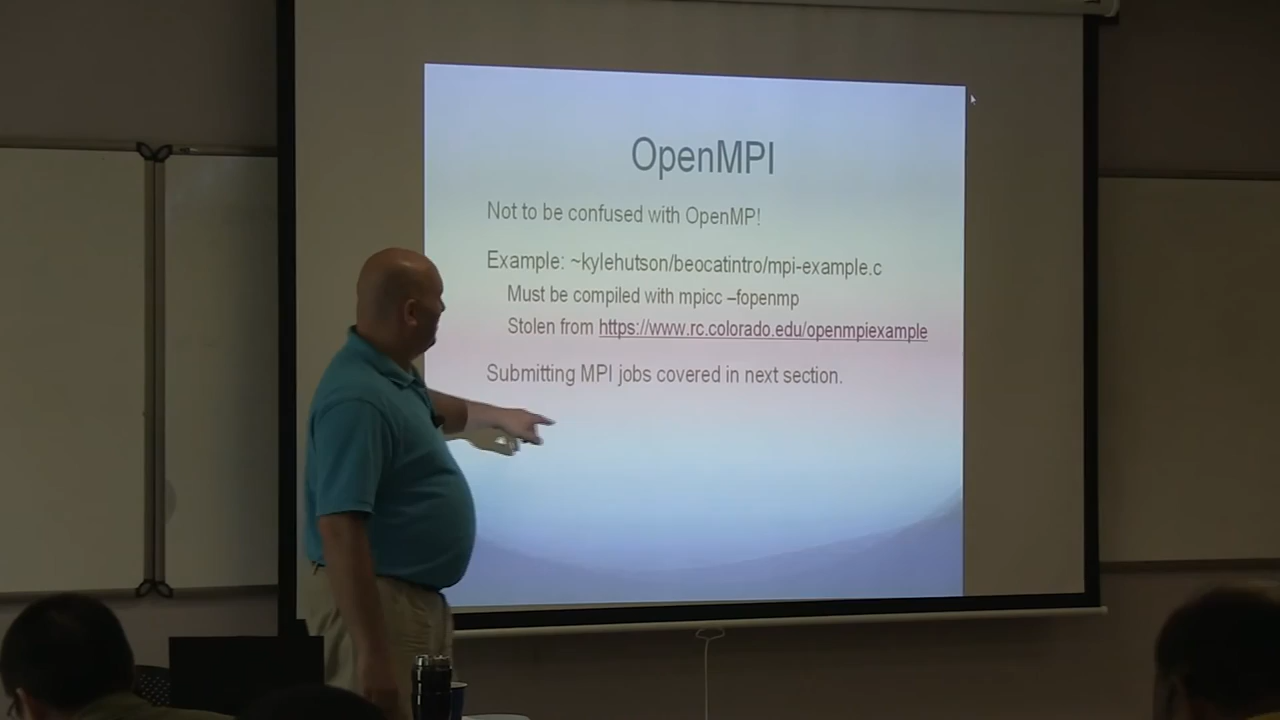 OpenMPI
Not to be confused with OpenMP!
Example: ~kylehutson/beocatintro/mpi-example.c
Must be compiled with mpicc –fopenmp
Stolen from https://www.rc.colorado.edu/openmpiexample
Submitting MPI jobs covered in next section.